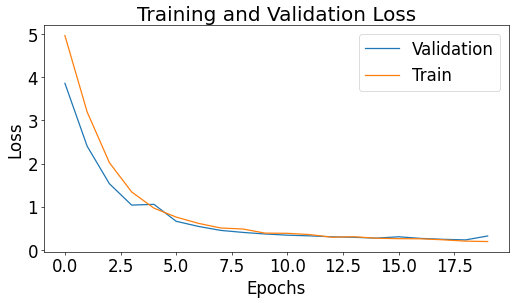 Training and Validation Loss
Validation
Train
5
4
3
2
1
0
Loss
0.0 2.5 5.0 7.5 10.0 12.5 15.0 17.5
Epochs